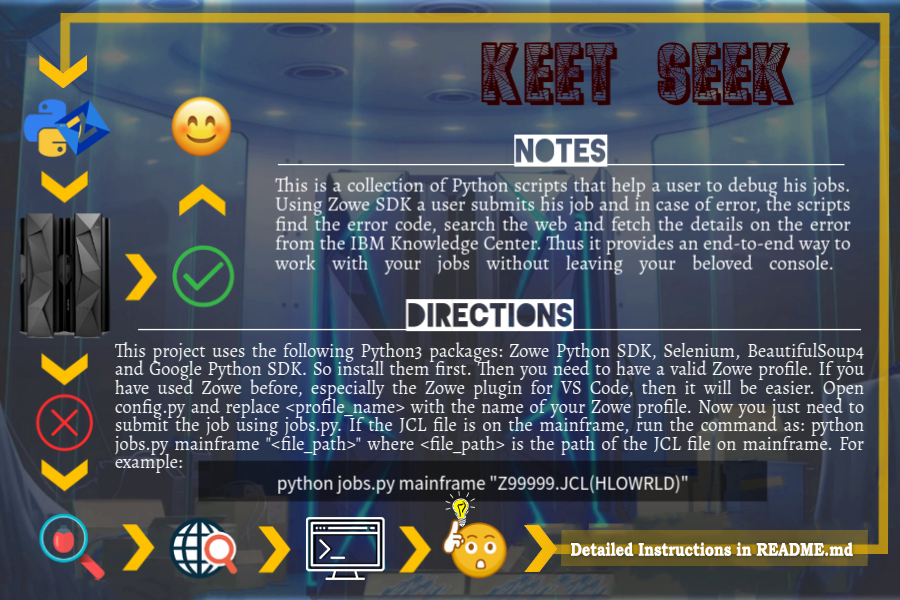 KEET SEEK
NOTES
This is a collection of Python scripts that help a user to debug his jobs.
Using Zowe SDK a user submits his job and in case of error, the scripts
find the error code, search the web and fetch the details on the error
from the IBM Knowledge Center. Thus it provides an end-to-end way to
work with your jobs without leaving your beloved console.
DIRECTIONS
This project uses the following Python3 packages: Zowe Python SDK, Selenium, BeautifulSoup4
and Google Python SDK. So install them first. Then you need to have a valid Zowe profile. If you
have used Zowe before, especially the Zowe plugin for VS Code, then it will be easier. Open
config.py and replace <profile_name> with the name of your Zowe profile. Now you just need to
submit the job using jobs.py. If the JCL file is on the mainframe, run the command as: python
jobs.py mainframe "<file_path>" where <file_path> is the path of the JCL file on mainframe. For
example:
python jobs.py mainframe "Z99999.JCL(HLOWRLD)"
Detailed Instructions in README.md